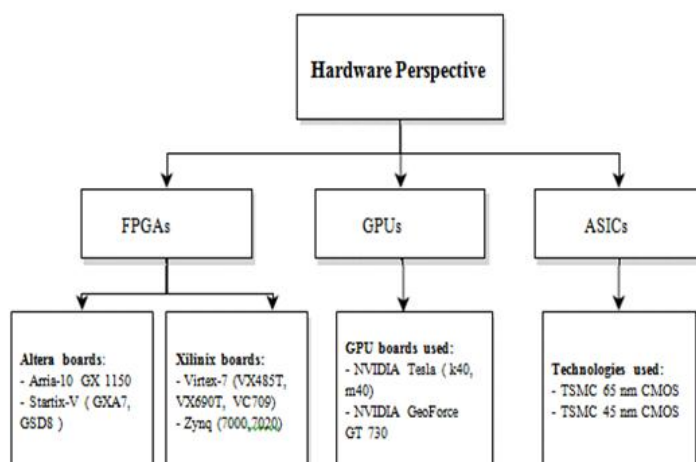 Hardware Perspective
FPGAs
GPUs
ASICs
Altera boards:
- Arria-10 GX 1150
- Startix-V ( GXA7,
GSD8 )
Xilinix boards:
- Virtex-7 (VX485T,
VX690T, VC709)
- Zynq (7000,7020)
GPU boards used:
- NVIDIA Tesla ( k40,
m40)
- NVIDIA GeoForce
GT 730
Technologies used:
- TSMC 65 nm CMOS
- TSMC 45 nm CMOS